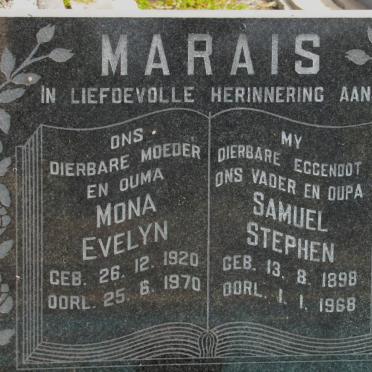 MARAIS
IN LIEFDEVOLLE HERINNERING AAN
ONS
DIERBARE MOEDER
EN OUMA
MONA
EVELYN
GEB. 26. 12. 1920
OORL. 25. 6. 1970
MY
DIERBARE EGGENOOT
ONS VADER EN OUPA
SAMUEL
STEPHEN
GEB. 13. 8. 1898
OORL. 1. 1. 1968